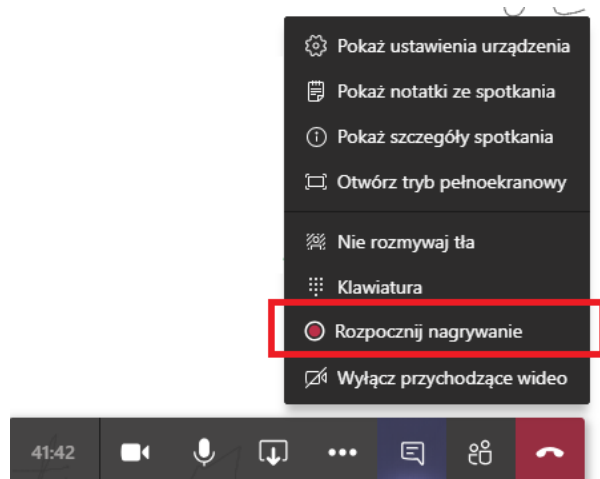 Pokaż ustawienia urządzenia
Pokaż notatki ze spotkania
Pokaż szczegóły spotkania
Otwórz tryb pełnoekranowy
Nie rozmywaj tła
Klawiatura
Rozpocznij nagrywanie
Wyłącz przychodzące wideo
41:42